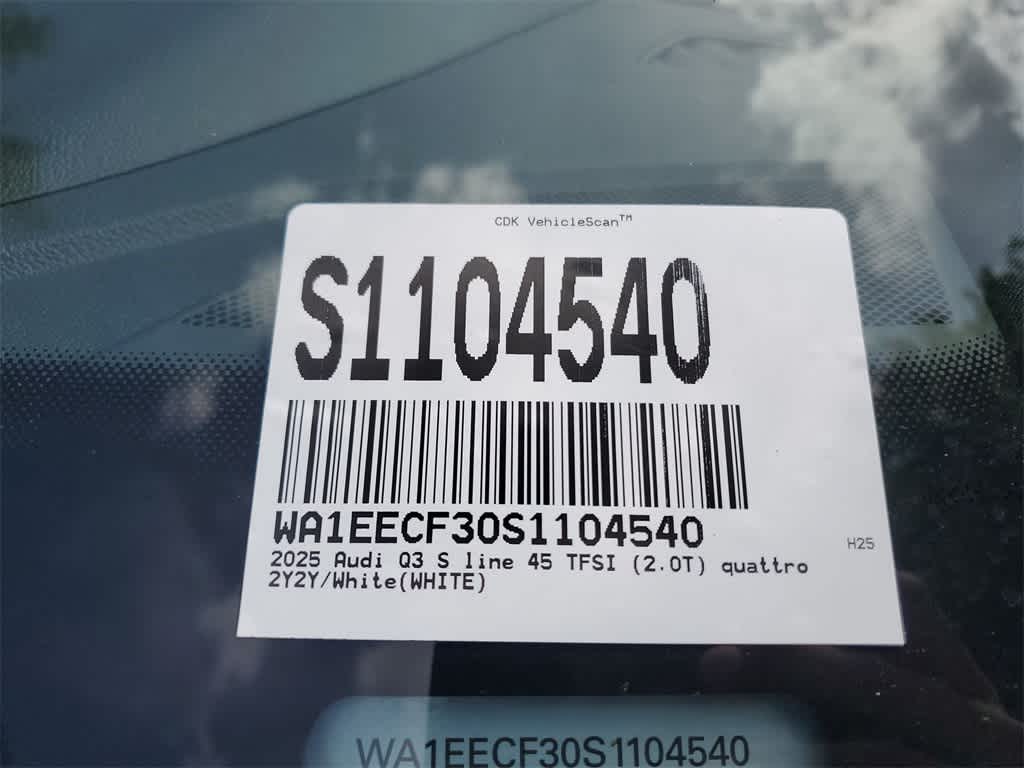 CDK VehicleScan™
S1104540
WA1EECF30S1104540
H25
2025 Audi Q3 S line 45 TFSI (2.0T) quattro
2Y2Y/White(WHITE)
WA1EECF30S1104540